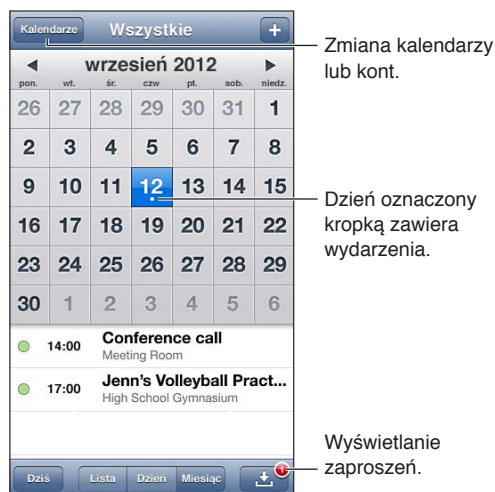 Kalendarze Wszystkie +
Zmiana kalendarzy
lub kont.
wrzesień 2012
pon. wt. śr. czw pt. sob. niedz.
26 27 28 29 30 31 1
2 3 4 5 6 7 8
9 10 11 12 13 14 15
Dzień oznaczony
kropką zawiera
wydarzenia.
16 17 18 19 20 21 22
23 24 25 26 27 28 29
30 1 2 3 4 5 6
14:00 Conference call
Meeting Room
17:00 Jenn's Volleyball Pract...
High School Gymnasium
Wyświetlanie
zaproszeń.
Dziś Lista Dzień Miesiąc 1